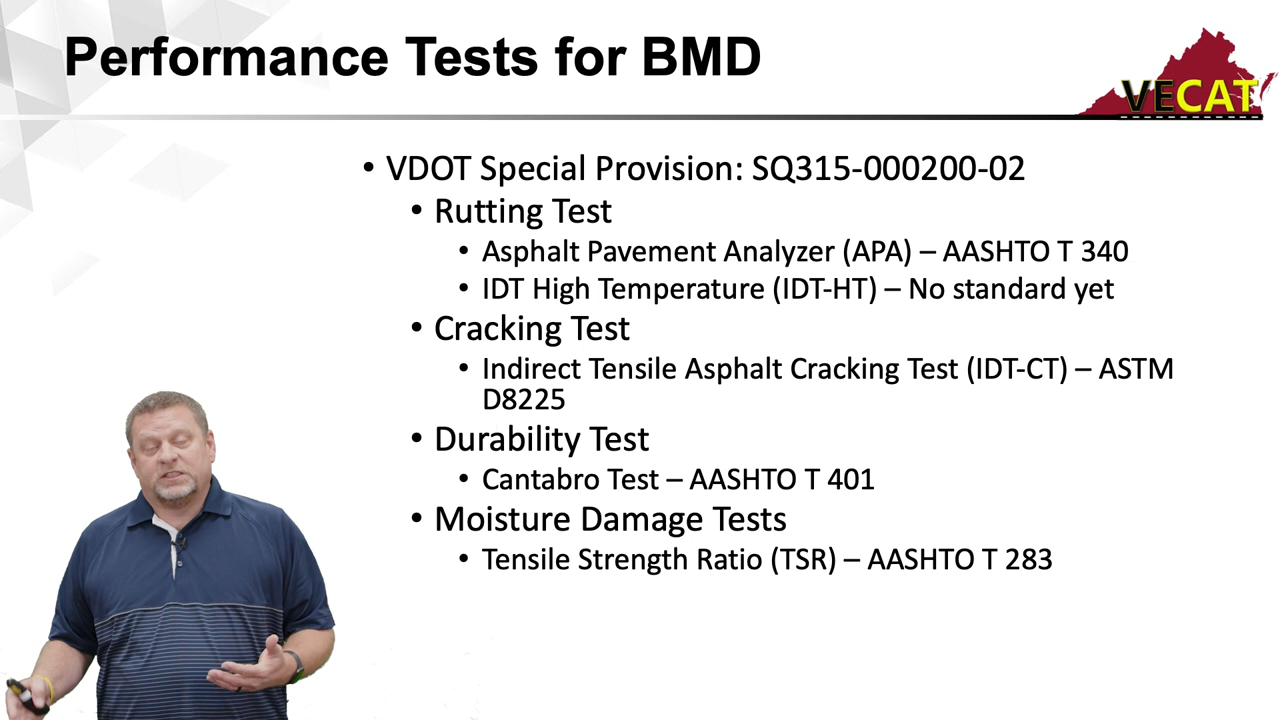 Performance Tests for BMD
VECAT
• VDOT Special Provision: SQ315-000200-02
• Rutting Test
• Asphalt Pavement Analyzer (APA) – AASHTO T 340
• IDT High Temperature (IDT-HT) – No standard yet
• Cracking Test
• Indirect Tensile Asphalt Cracking Test (IDT-CT) – ASTM
D8225
• Durability Test
• Cantabro Test – AASHTO T 401
• Moisture Damage Tests
• Tensile Strength Ratio (TSR) – AASHTO T 283